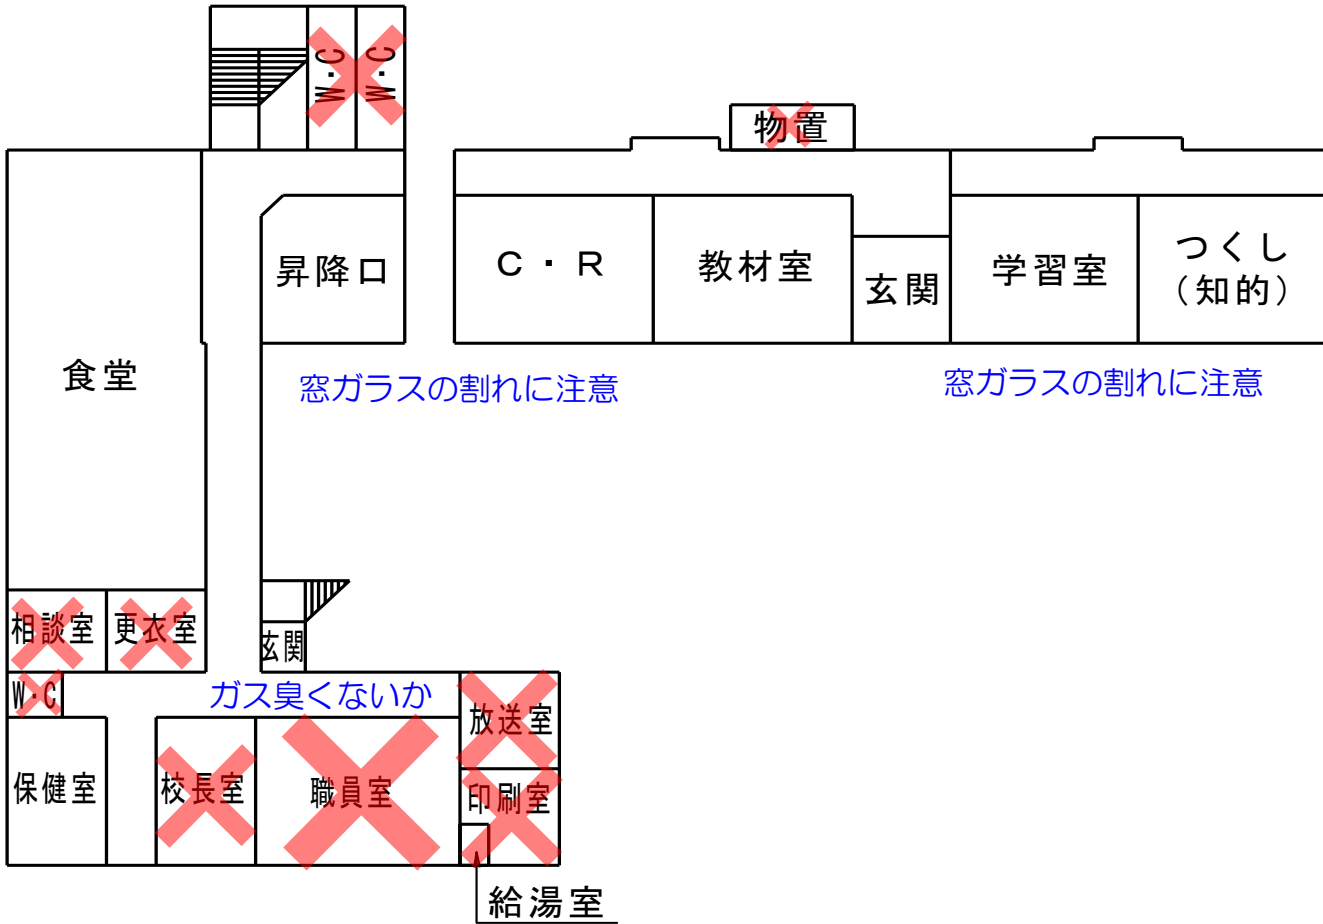 W・C
W・C
物置
昇降口
C・R
教材室
玄関
学習室
つくし
(知的)
食堂
窓ガラスの割れに注意
窓ガラスの割れに注意
相談室
更衣室
玄関
W・C
ガス臭くないか
放送室
保健室
校長室
職員室
印刷室
給湯室